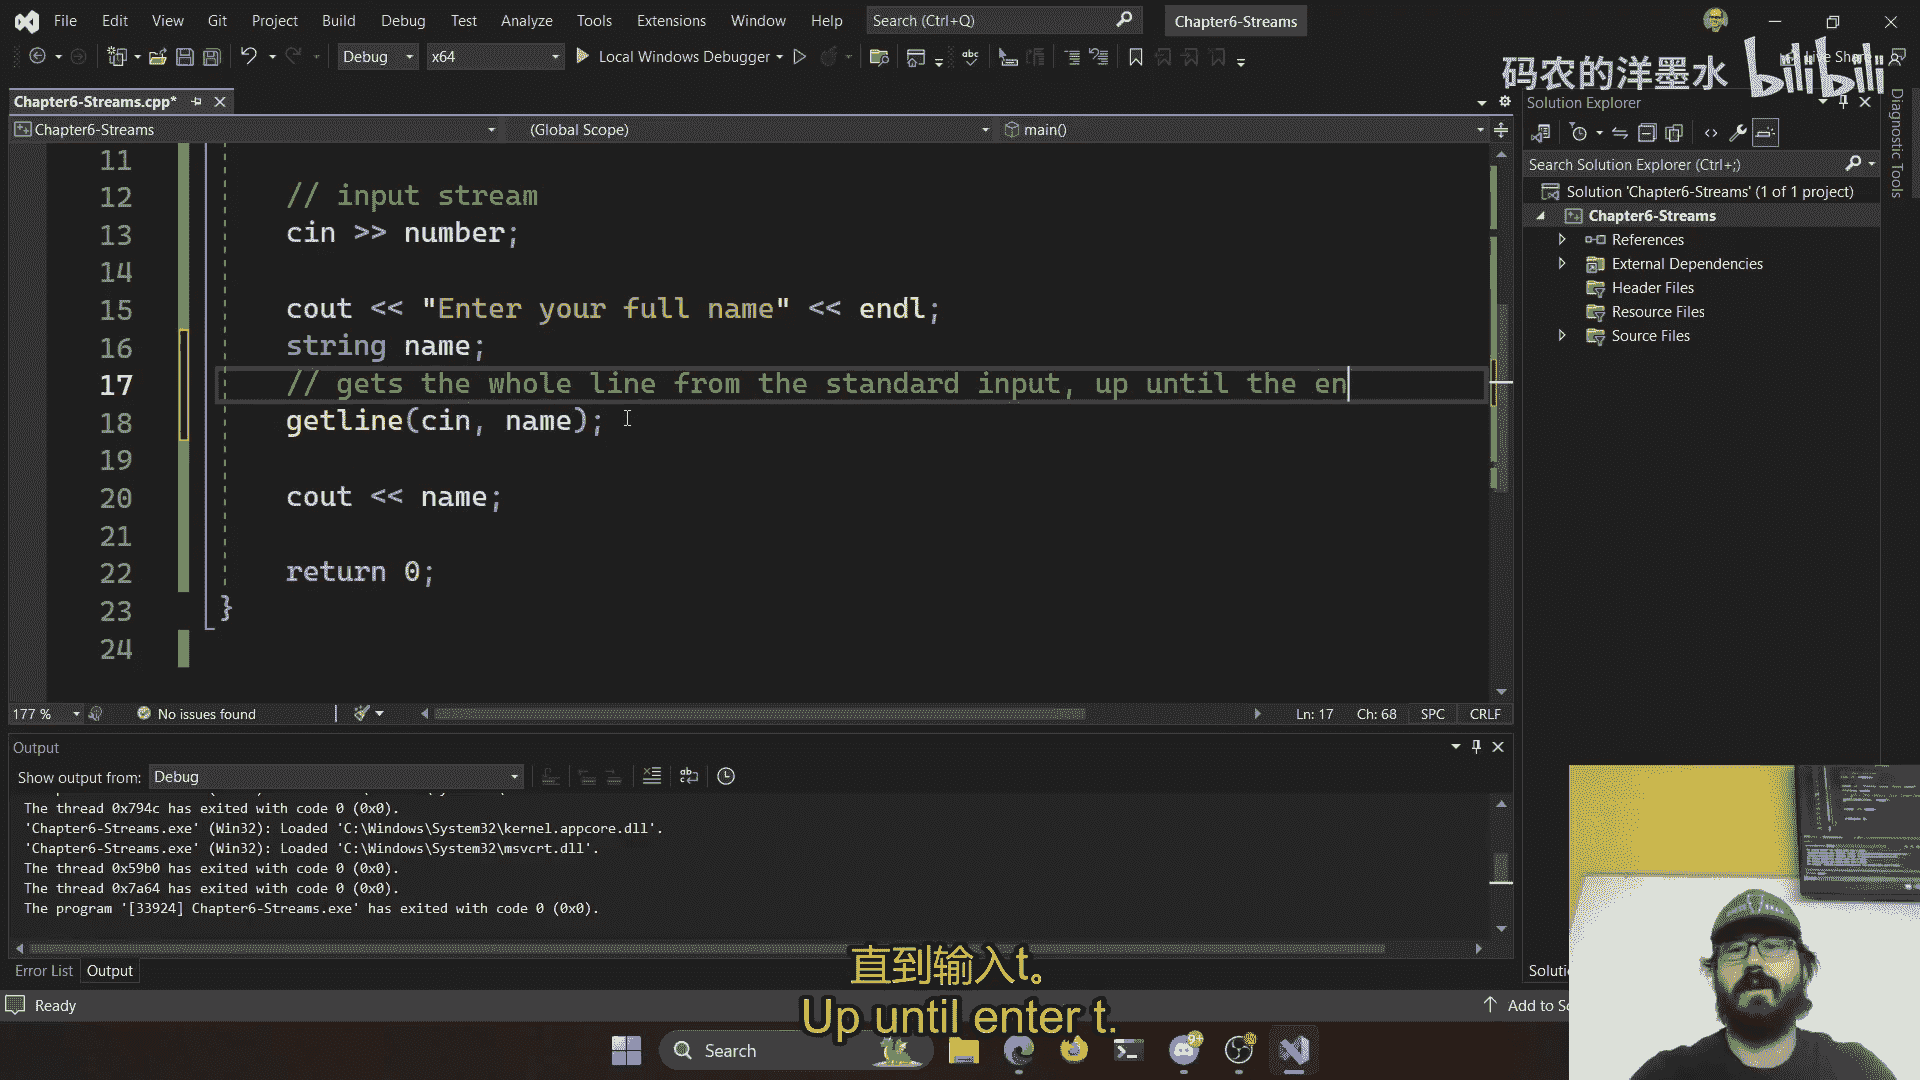 File Edit View Git Project Build Debug Test Analyze Tools Extensions Window Help Search (Ctrl+Q) Chapter6-Streams
Debug x64 Local Windows Debugger Live Share
码农的洋墨水 bilibili
Chapter6-Streams.cpp*
Chapter6-Streams (Global Scope) main()
11
12 // input stream
13 cin >> number;
14
15 cout << "Enter your full name" << endl;
16 string name;
17 // gets the whole line from the standard input, up until the en
18 getline(cin, name);
19
20 cout << name;
21
22 return 0;
23 }
24
177 % No issues found Ln: 17 Ch: 68 SPC CRLF
Solution Explorer
Search Solution Explorer (Ctrl+;)
Solution 'Chapter6-Streams' (1 of 1 project)
Chapter6-Streams
References
External Dependencies
Header Files
Resource Files
Source Files
Diagnostic Tools
Output
Show output from: Debug
The thread 0x794c has exited with code 0 (0x0).
'Chapter6-Streams.exe' (Win32): Loaded 'C:\Windows\System32\kernel.appcore.dll'.
'Chapter6-Streams.exe' (Win32): Loaded 'C:\Windows\System32\msvcrt.dll'.
The thread 0x59b0 has exited with code 0 (0x0).
The thread 0x7a64 has exited with code 0 (0x0).
The program '[33924] Chapter6-Streams.exe' has exited with code 0 (0x0).
Error List Output
Soluti
Ready
Add to So
直到输入t。
Up until enter t.
Search